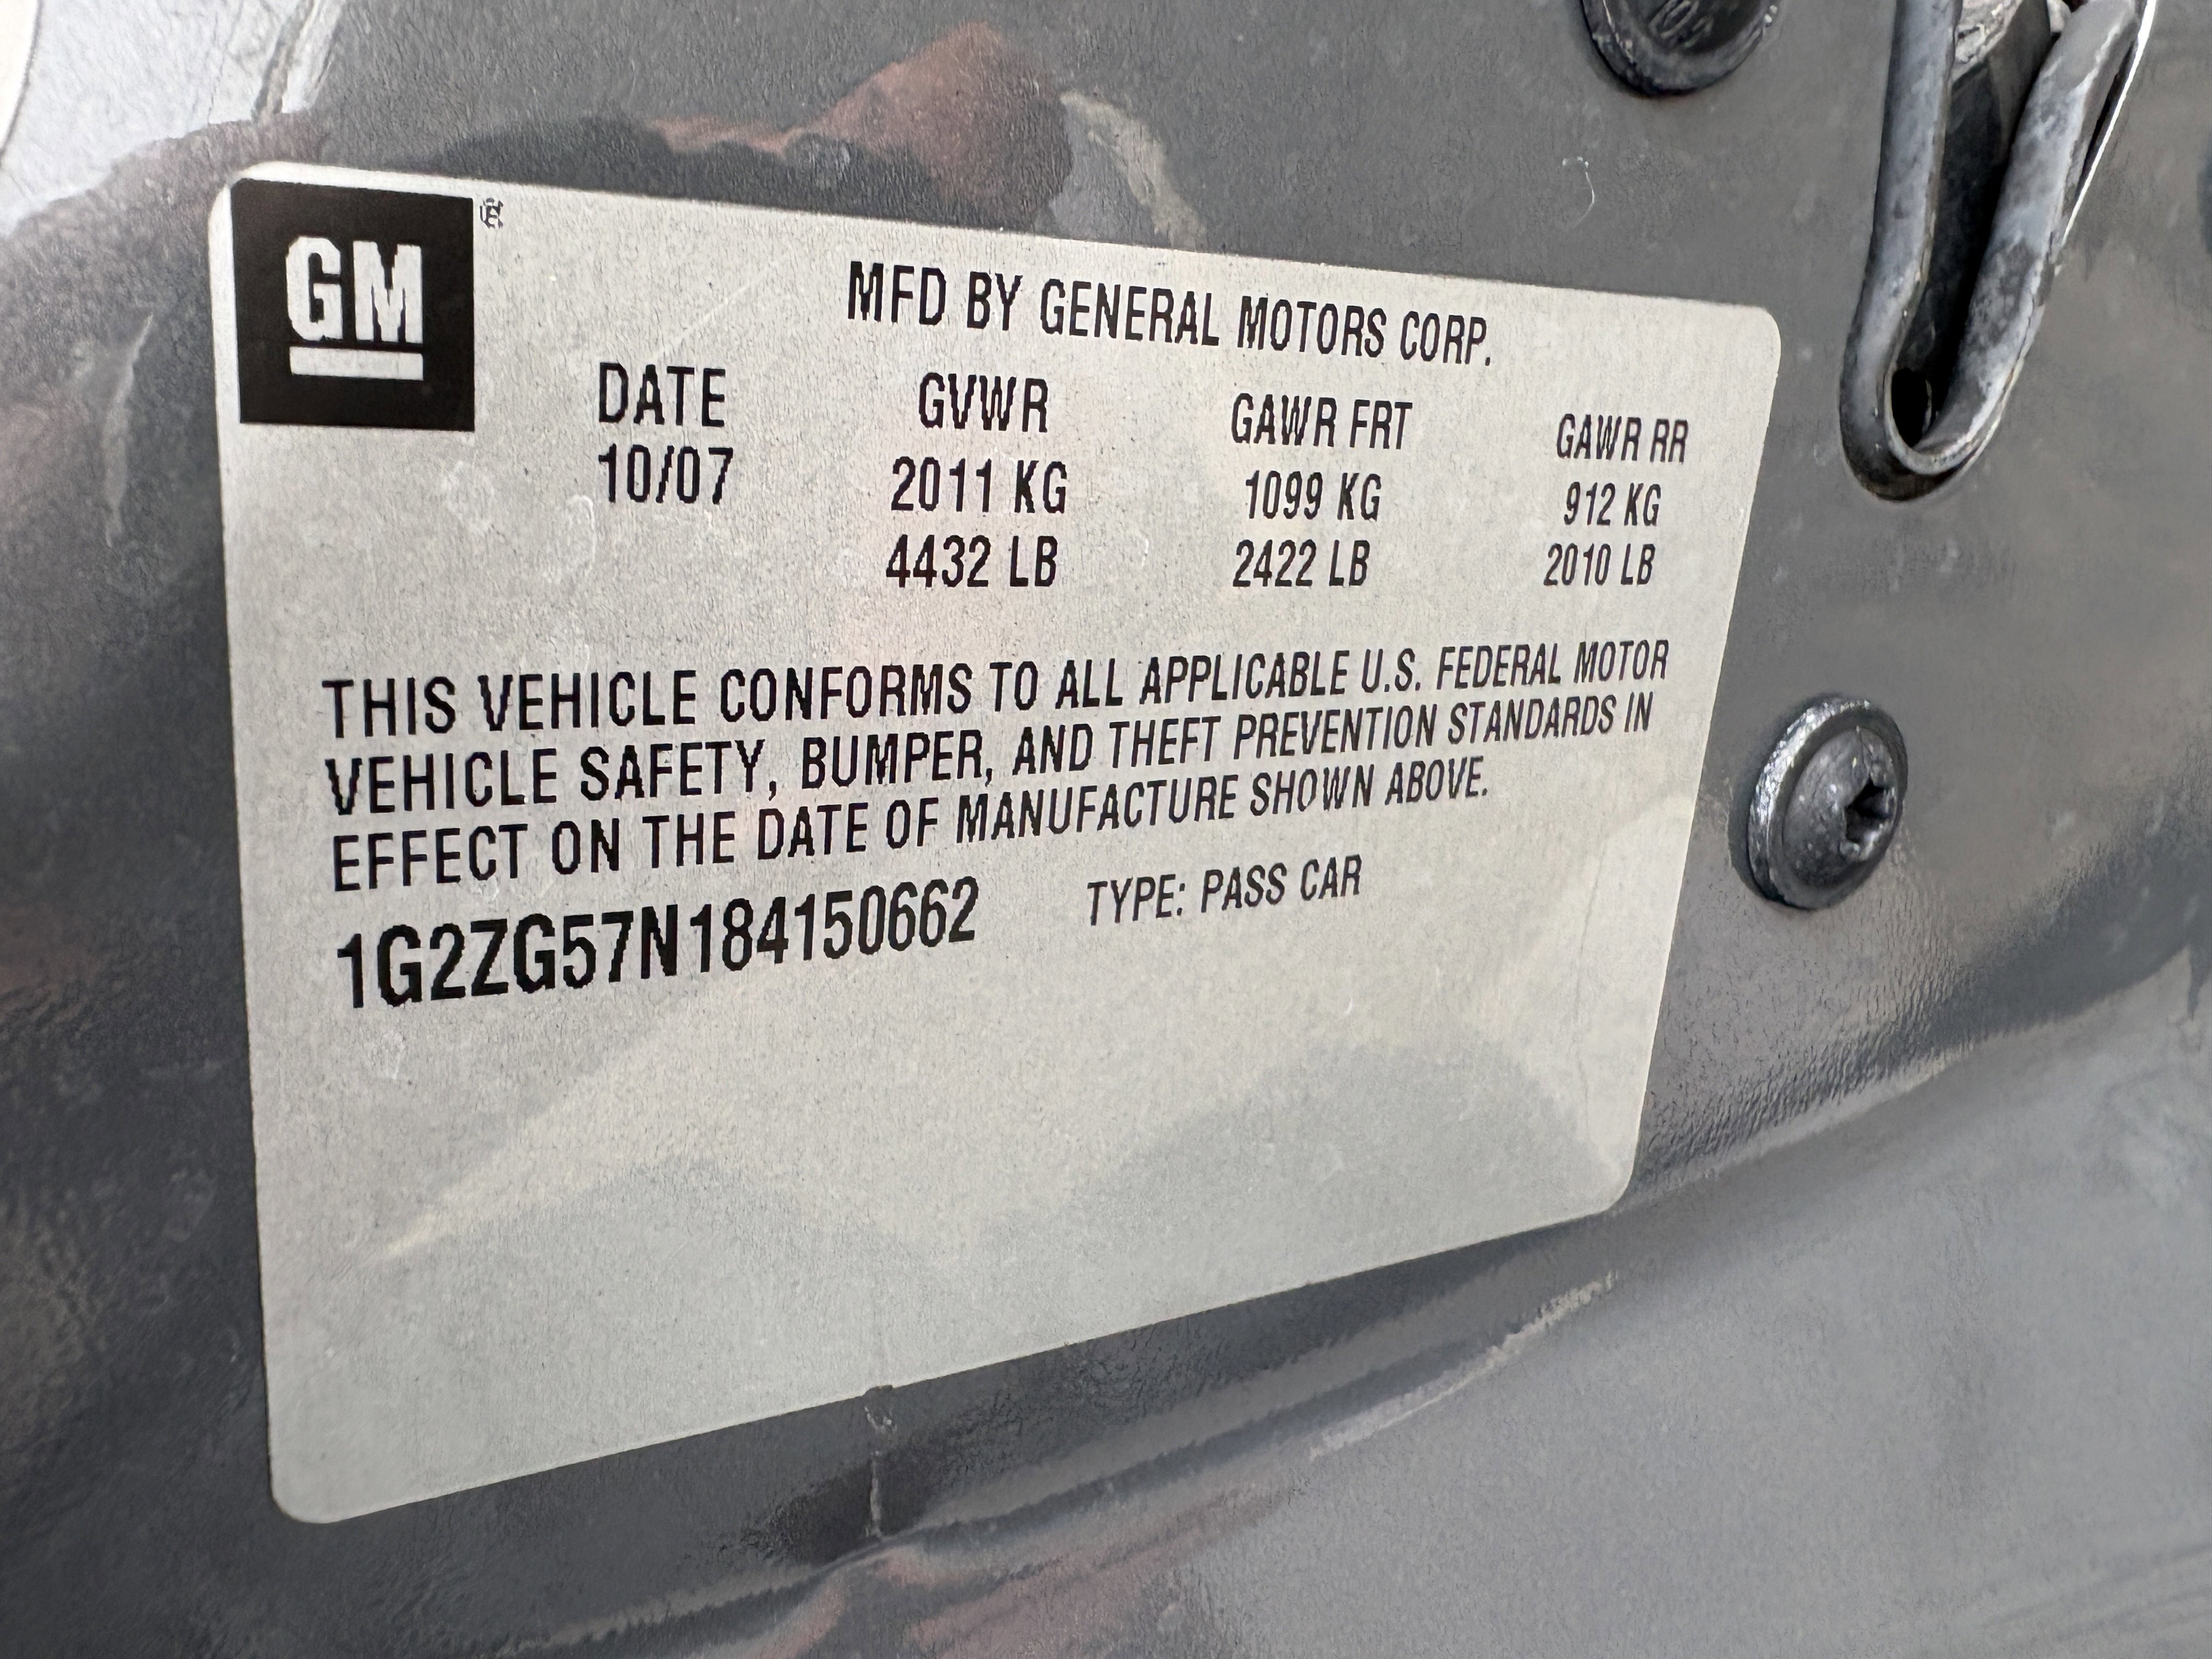 GM
MFD BY GENERAL MOTORS CORP.
DATE GVWR GAWR FRT GAWR RR
10/07 2011 KG 1099 KG 912 KG
4432 LB 2422 LB 2010 LB
THIS VEHICLE CONFORMS TO ALL APPLICABLE U.S. FEDERAL MOTOR
VEHICLE SAFETY, BUMPER, AND THEFT PREVENTION STANDARDS IN
EFFECT ON THE DATE OF MANUFACTURE SHOWN ABOVE.
1G2ZG57N184150662 TYPE: PASS CAR